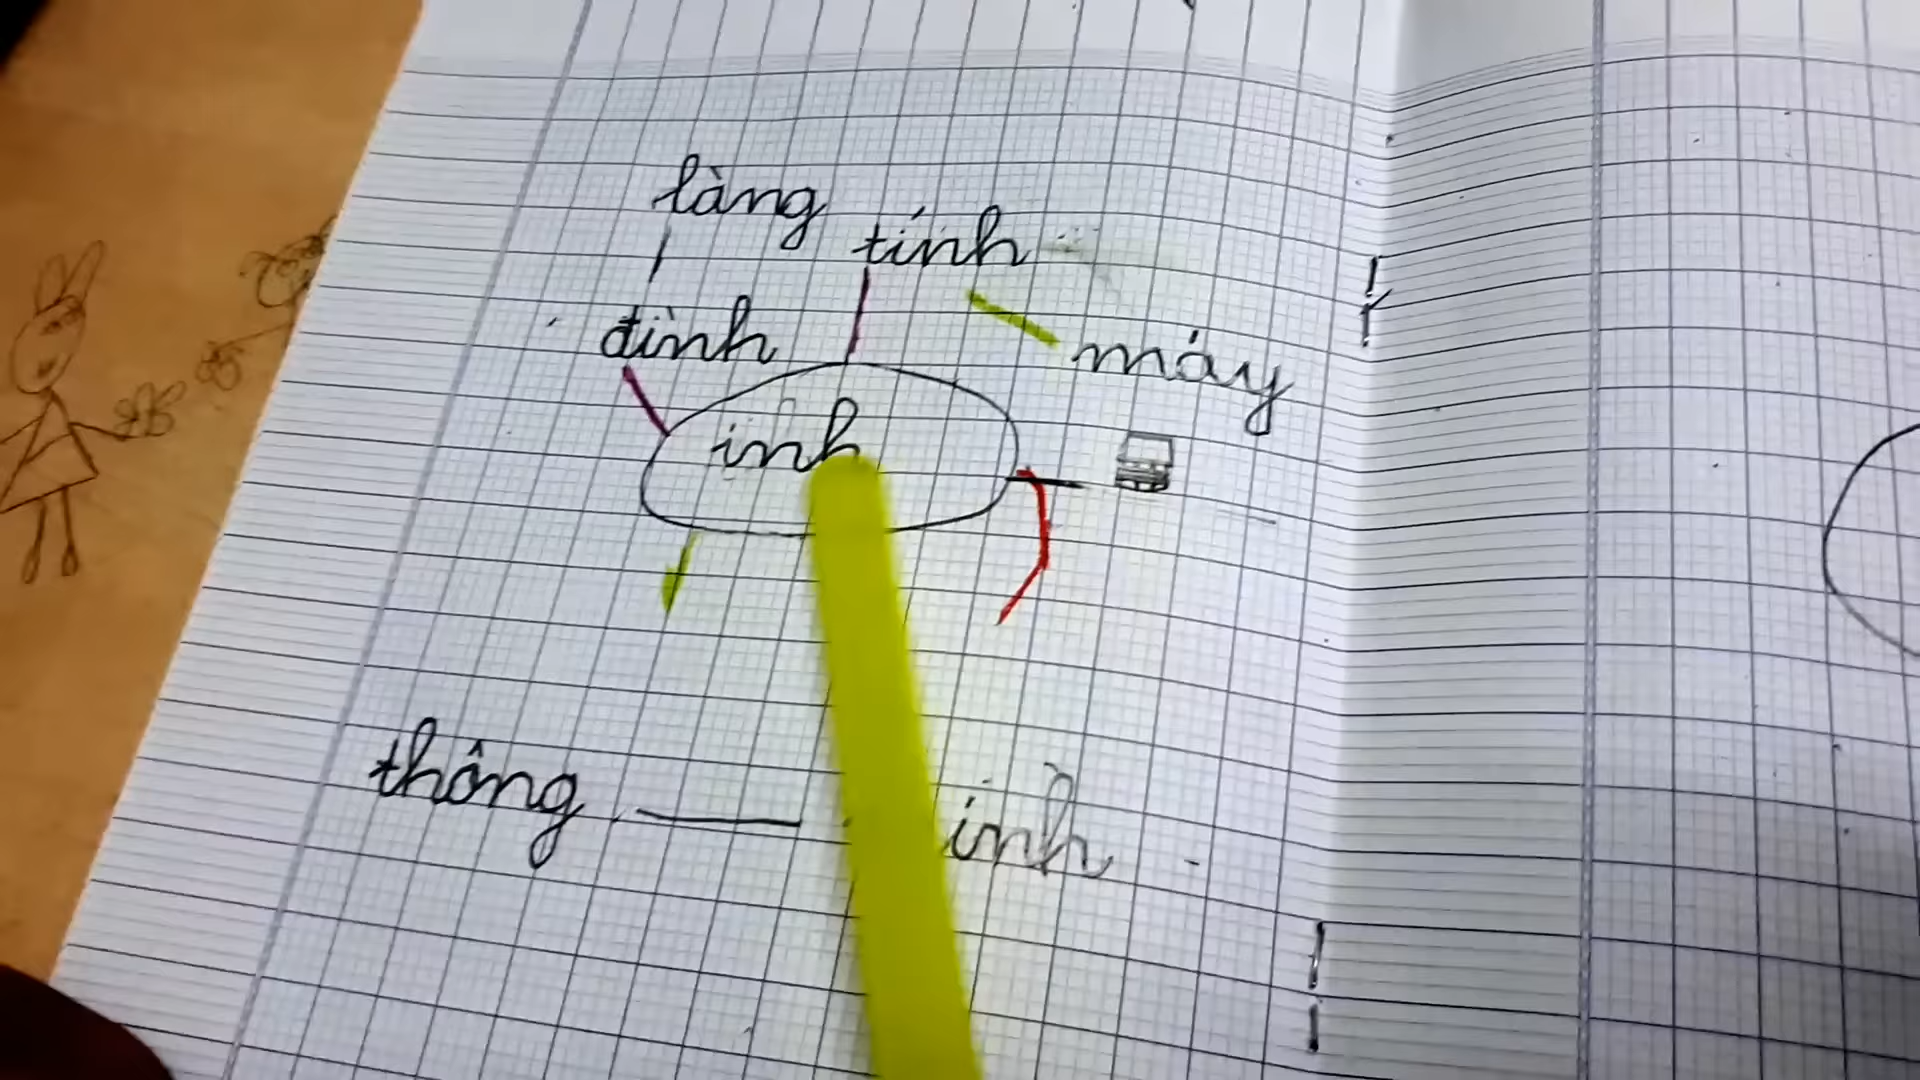 làng
tính
đình
máy
inh
thông inh